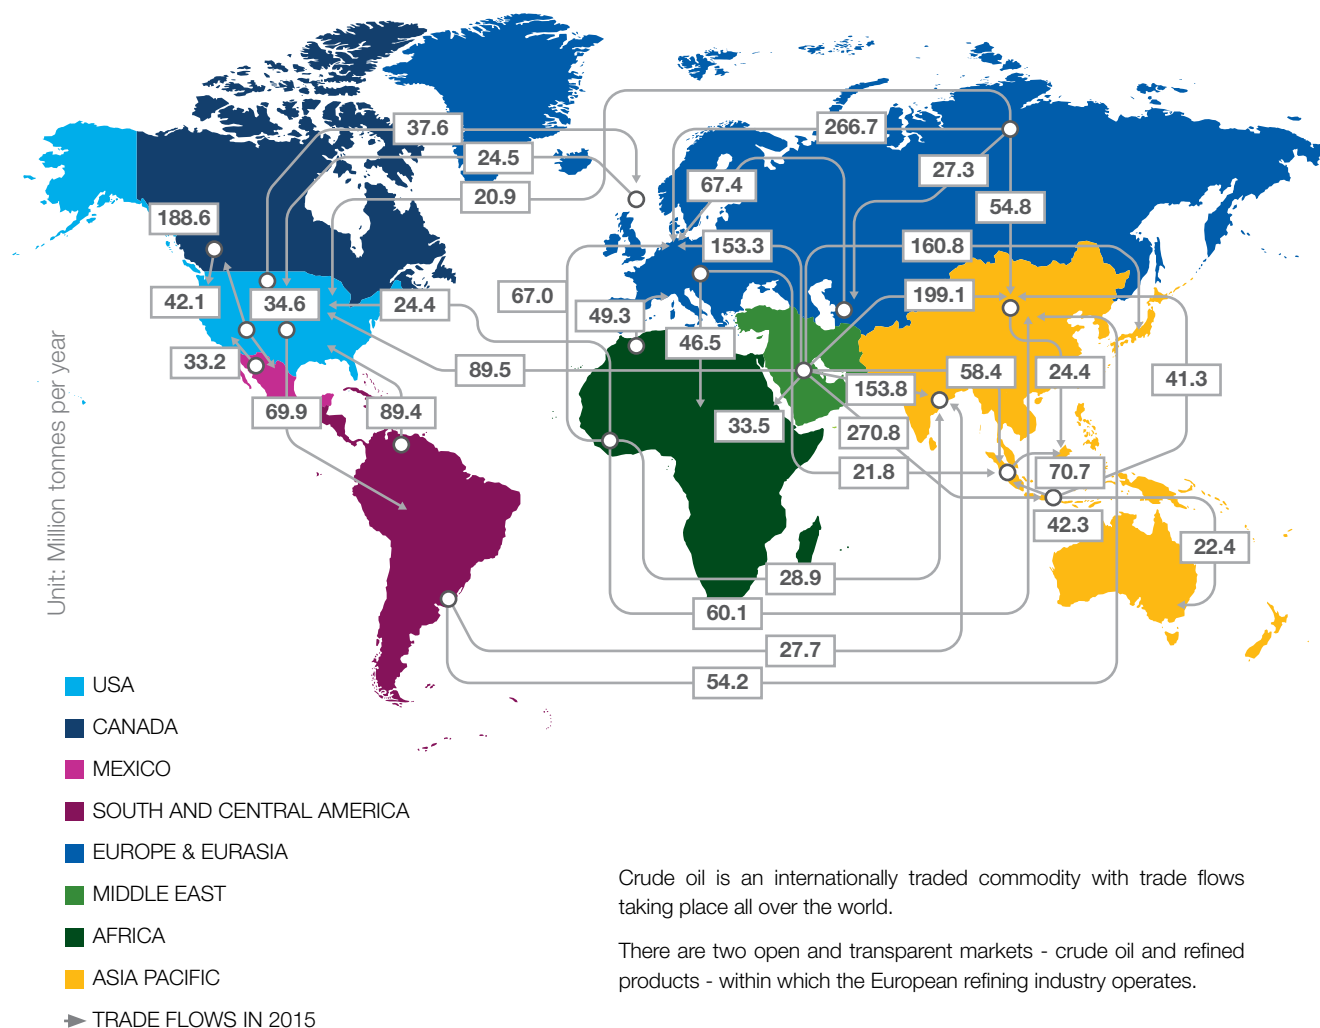 37.6
266.7
24.5
27.3
67.4
20.9
54.8
188.6
153.3
160.8
42.1
34.6
24.4
67.0
199.1
49.3
46.5
33.2
89.5
58.4
24.4
41.3
153.8
69.9
89.4
33.5
270.8
21.8
70.7
42.3
22.4
28.9
60.1
27.7
54.2
Unit: Million tonnes per year
USA
CANADA
MEXICO
SOUTH AND CENTRAL AMERICA
EUROPE & EURASIA
MIDDLE EAST
AFRICA
ASIA PACIFIC
TRADE FLOWS IN 2015
Crude oil is an internationally traded commodity with trade flows
taking place all over the world.
There are two open and transparent markets - crude oil and refined
products - within which the European refining industry operates.